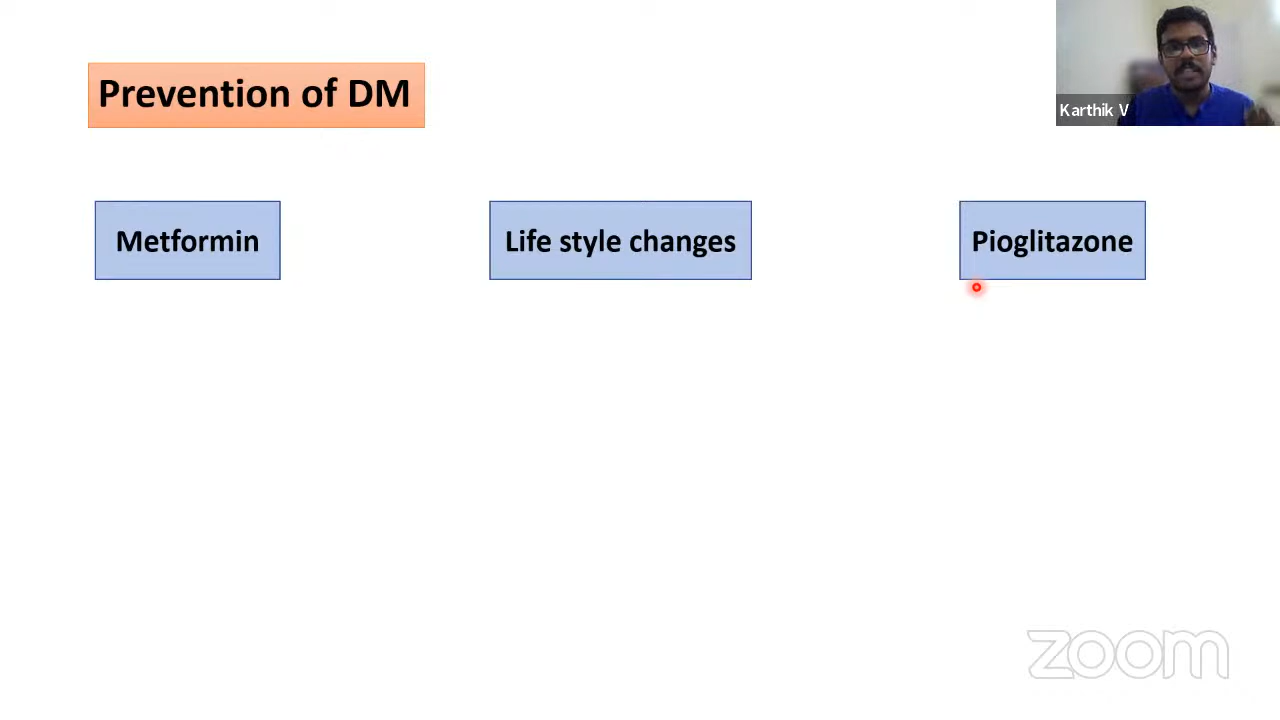 Prevention of DM
Karthik V
Metformin
Life style changes
Pioglitazone
zoom